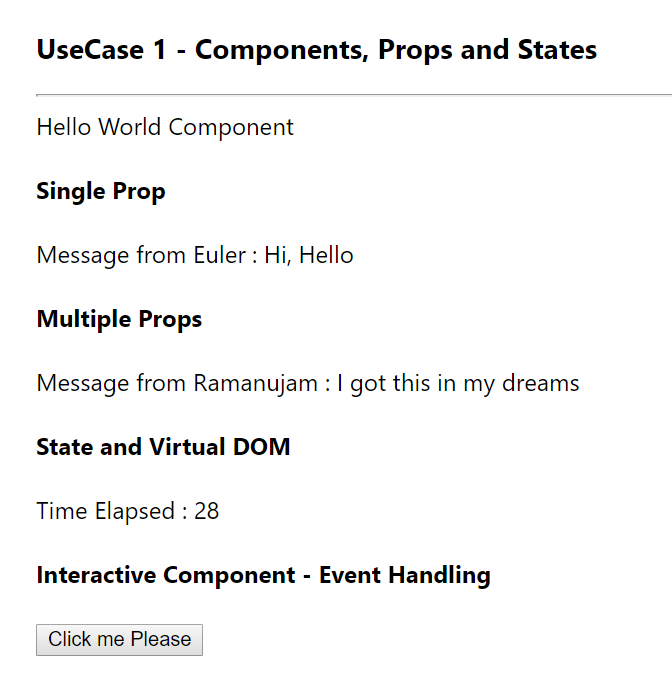 UseCase 1 - Components, Props and States
Hello World Component
Single Prop
Message from Euler : Hi, Hello
Multiple Props
Message from Ramanujam : I got this in my dreams
State and Virtual DOM
Time Elapsed : 28
Interactive Component - Event Handling
Click me Please